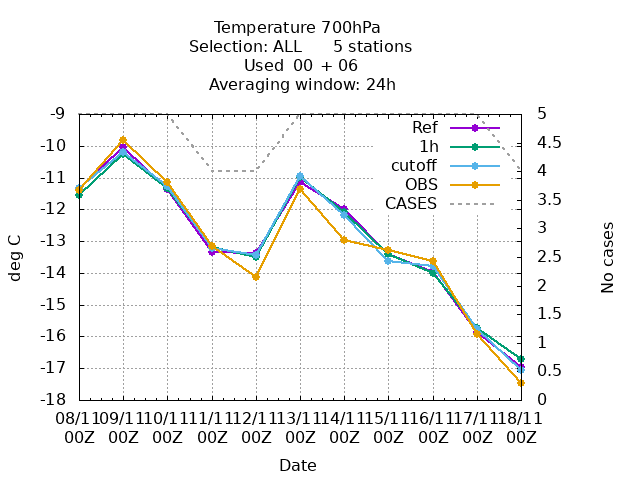 Temperature 700hPa
Selection: ALL 5 stations
Used 00 + 06
Averaging window: 24h
-9
-10
-11
-12
-13
-14
-15
-16
-17
-18
deg C
5
4.5
4
3.5
3
2.5
2
1.5
1
0.5
0
No cases
Ref
1h
cutoff
OBS
CASES
08/11 09/11 10/11 11/11 12/11 13/11 14/11 15/11 16/11 17/11 18/11
00Z 00Z 00Z 00Z 00Z 00Z 00Z 00Z 00Z 00Z 00Z
Date